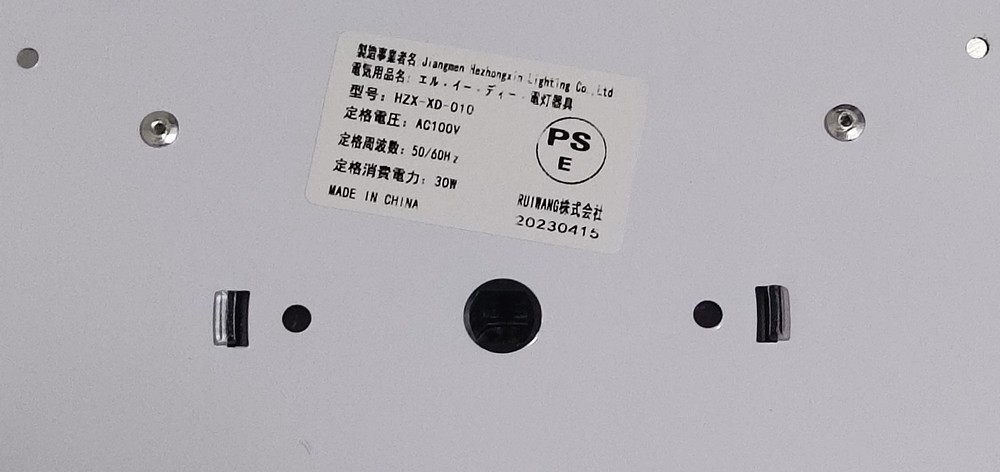 製造事業者名 Jiangmen Hezhongxin Lighting Co.,Ltd
電気用品名: エル・イー・ディー・電灯器具
型号: HZX-XD-010
定格電圧: AC100V
定格周波数: 50/60Hz
定格消費電力: 30W
MADE IN CHINA
PS
E
RUIWANG株式会社
20230415